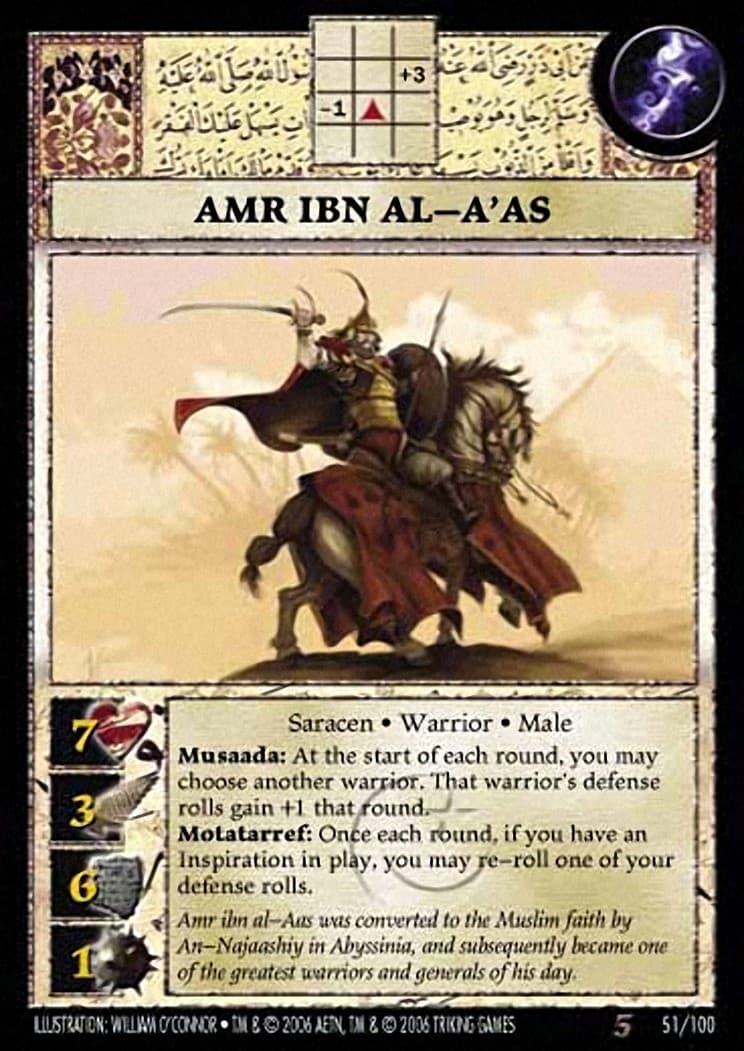 أَبِي ذَرٍّ رَضِيَ اللهُ عَنْهُ
اللهِ صَلَّى اللهُ عَلَيْهِ
+3
-1
AMR IBN AL–A'AS
7
3
6
1
Saracen • Warrior • Male
Musaada: At the start of each round, you may
choose another warrior. That warrior's defense
rolls gain +1 that round.
Motatarref: Once each round, if you have an
Inspiration in play, you may re–roll one of your
defense rolls.
Amr ibn al–Aas was converted to the Muslim faith by
An–Najaashiy in Abyssinia, and subsequently became one
of the greatest warriors and generals of his day.
ILLUSTRATION: WILLIAM O'CONNOR • TM & © 2006 AETN, TM & © 2006 TRIKING GAMES
5
51/100